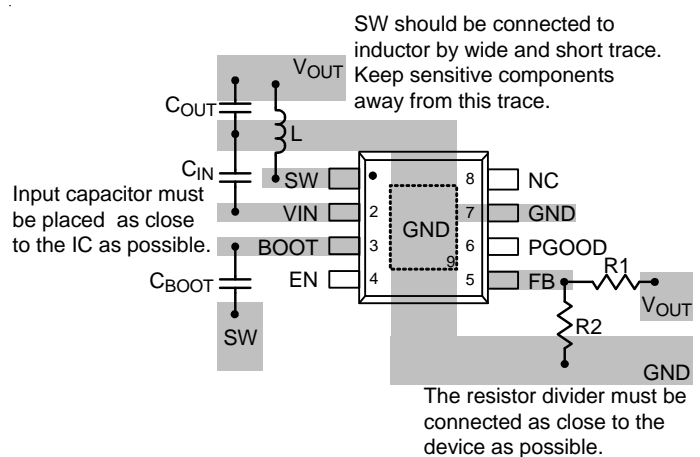 SW should be connected to
inductor by wide and short trace.
Keep sensitive components
away from this trace.
VOUT
COUT
L
CIN
Input capacitor must
be placed as close
to the IC as possible.
SW
VIN
BOOT
EN
2
3
4
GND
9
8
7
6
5
NC
GND
PGOOD
FB
CBOOT
SW
R1
VOUT
R2
GND
The resistor divider must be
connected as close to the
device as possible.